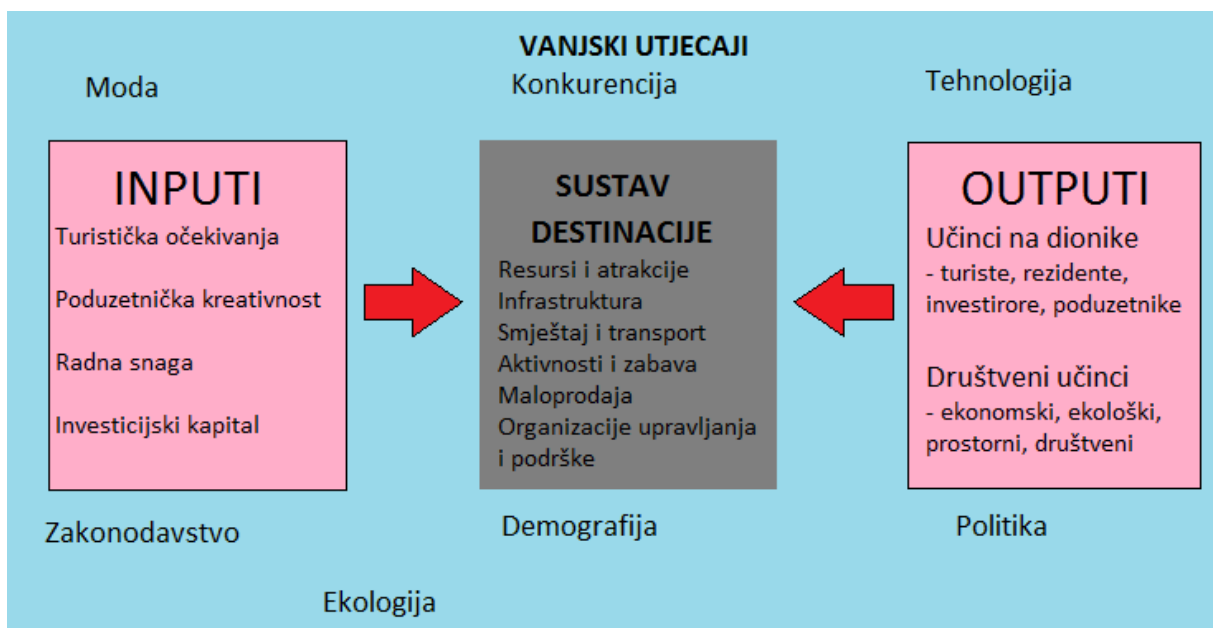 VANJSKI UTJECAJI
Moda
Konkurencija
Tehnologija
INPUTI
Turistička očekivanja
Poduzetnička kreativnost
Radna snaga
Investicijski kapital
SUSTAV
DESTINACIJE
Resursi i atrakcije
Infrastruktura
Smještaj i transport
Aktivnosti i zabava
Maloprodaja
Organizacije upravljanja
i podrške
OUTPUTI
Učinci na dionike
- turiste, rezidente,
investirore, poduzetnike
Društveni učinci
- ekonomski, ekološki,
prostorni, društveni
Zakonodavstvo
Demografija
Politika
Ekologija